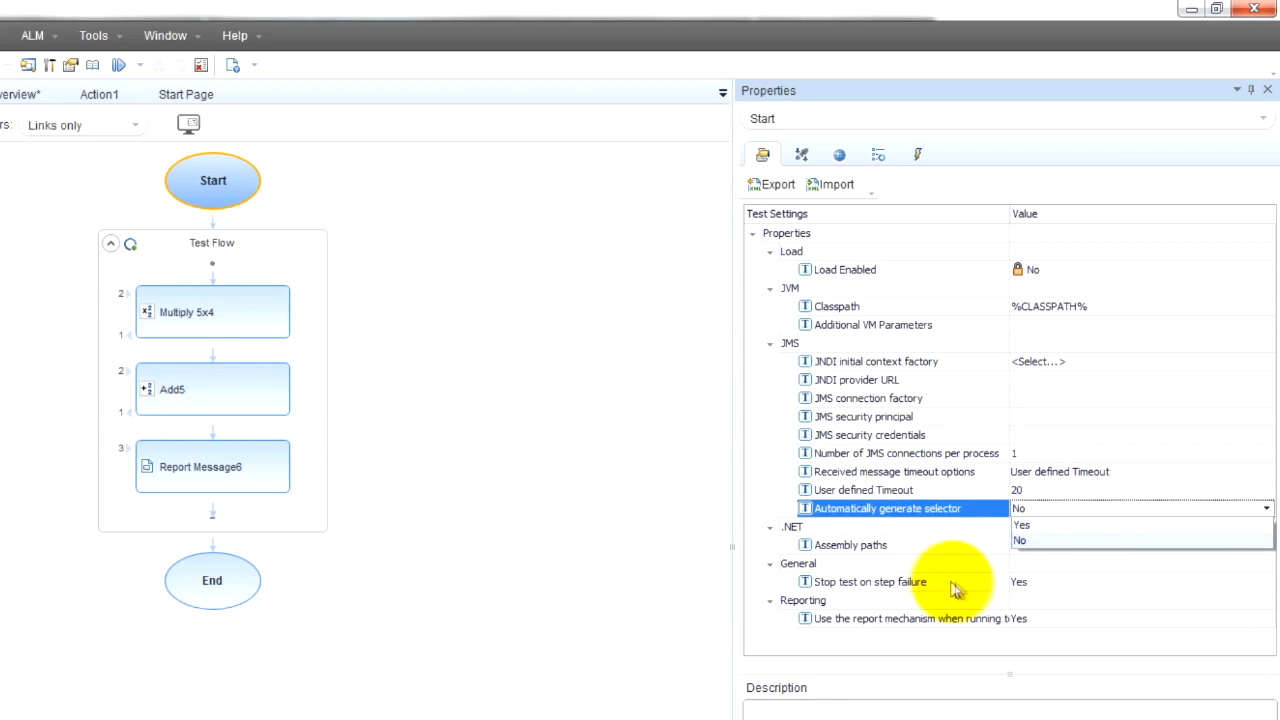 ALM Tools Window Help
erview* Action1 Start Page
rs: Links only
Start
Test Flow
2
Multiply 5x4
1
2
Add5
1
3
Report Message6
End
Properties
Start
Export Import
Test Settings Value
Properties
Load
Load Enabled No
JVM
Classpath %CLASSPATH%
Additional VM Parameters
JMS
JNDI initial context factory <Select...>
JNDI provider URL
JMS connection factory
JMS security principal
JMS security credentials
Number of JMS connections per process 1
Received message timeout options User defined Timeout
User defined Timeout 20
Automatically generate selector No
Yes
No
.NET
Assembly paths
General
Stop test on step failure Yes
Reporting
Use the report mechanism when running t Yes
Description